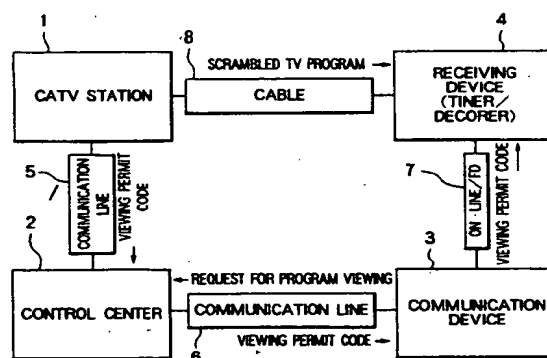 1
CATV STATION
8
SCRAMBLED TV PROGRAM →
CABLE
4
RECEIVING
DEVICE
(TINER/
DECORER)
5
COMMUNICATION
LINE
VIEWING PERMIT
CODE
7
ON-LINE/FD
VIEWING PERMIT CODE
2
CONTROL CENTER
REQUEST FOR PROGRAM VIEWING
COMMUNICATION LINE
6
VIEWING PERMIT CODE →
3
COMMUNICATION
DEVICE